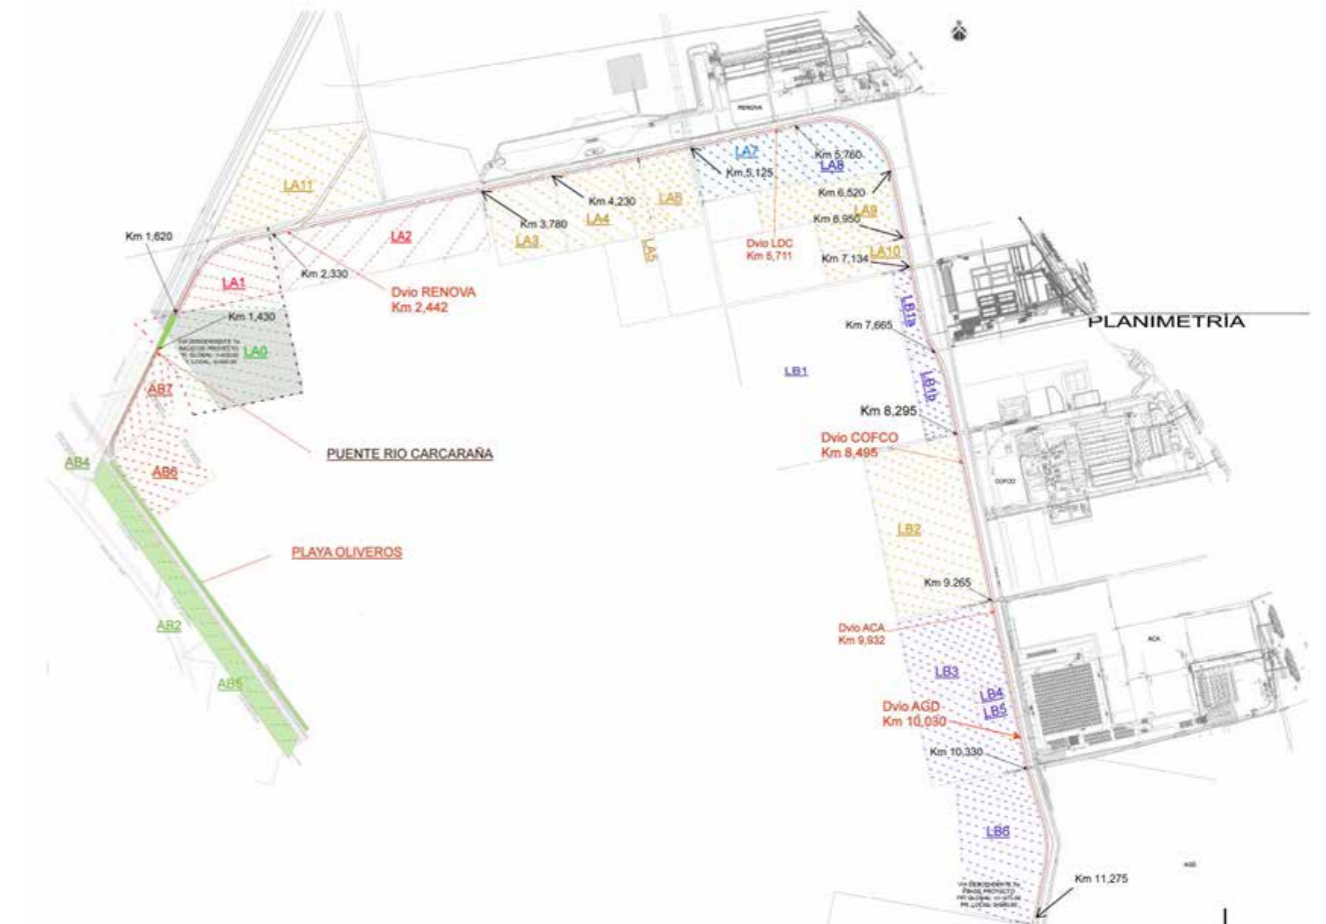 RENOVA
LA7
Km 5,760
LA8
Km 5,125
LA11
LA6
Km 6,520
Km 4,230
LA9
Km 6,950
LA4
Km 3,780
Km 1,620
LA2
LA3
LA5
Dvio LDC
Km 5,711
LA10
Km 7,134
Km 2,330
LA1
Dvio RENOVA
Km 2,442
LB1a
Km 1,430
Km 7,665
PLANIMETRÍA
LA0
LB1
LB1b
AB7
Km 8,295
Dvio COFCO
Km 8,495
PUENTE RIO CARCARAÑA
AB4
AB6
COFCO
LB2
PLAYA OLIVEROS
Km 9.265
AB2
Dvio ACA
Km 9,932
ACA
LB3
AB5
LB4
LB5
Dvio AGD
Km 10,030
Km 10,330
LB6
AGD
Km 11,275